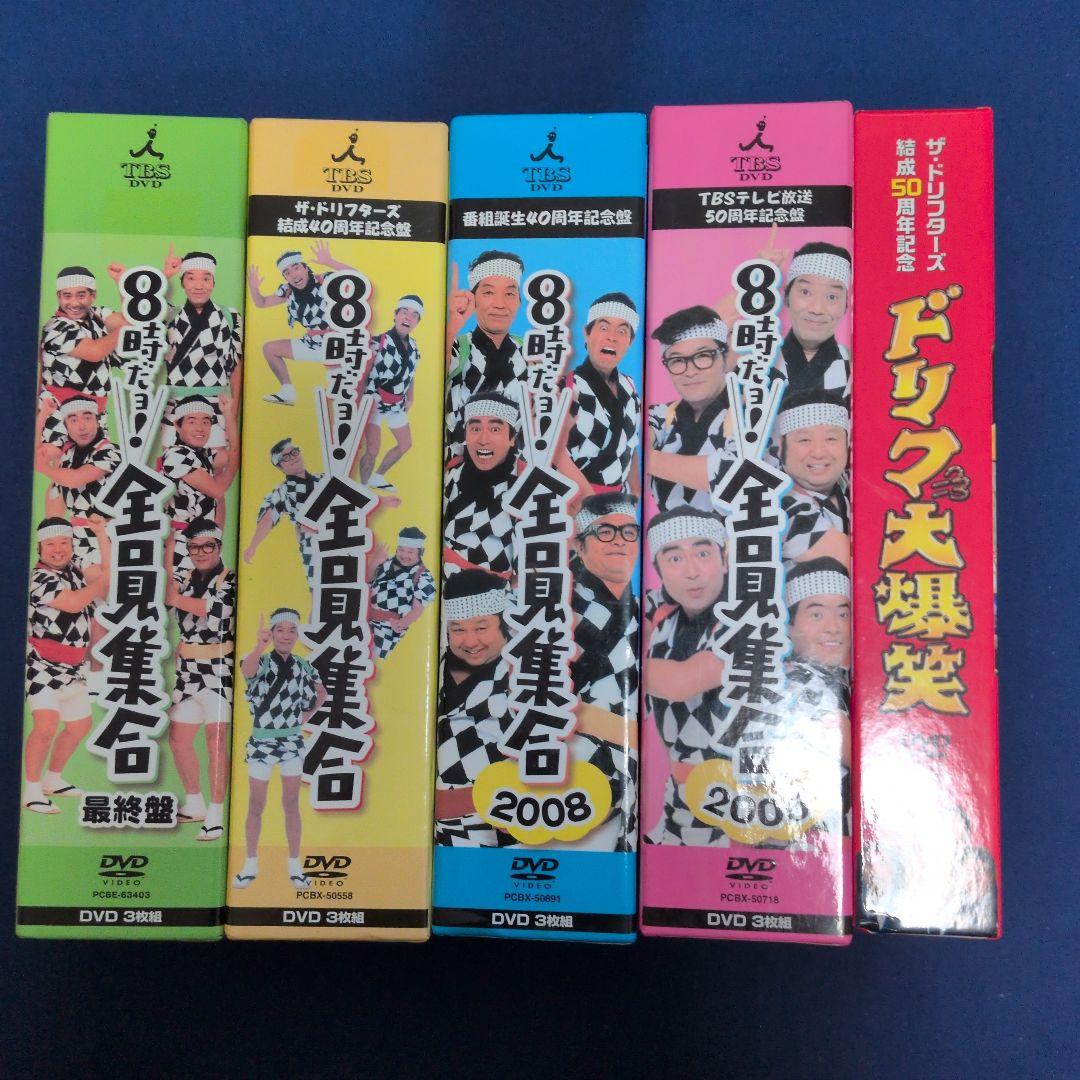 TBS
DVD
8時だョ!
全員集合
最終盤
DVD
VIDEO
PCBE-63403
DVD 3枚組
TBS
DVD
ザ・ドリフターズ
結成40周年記念盤
8時だョ!
全員集合
DVD
VIDEO
PCBX-50558
DVD 3枚組
TBS
DVD
番組誕生40周年記念盤
8時だョ!
全員集合
2008
DVD
VIDEO
PCBX-50891
DVD 3枚組
TBS
DVD
TBSテレビ放送
50周年記念盤
8時だョ!
全員集合
DVD
VIDEO
PCBX-50718
DVD 3枚組
ザ・ドリフターズ
結成50周年記念
ドリフ大爆笑